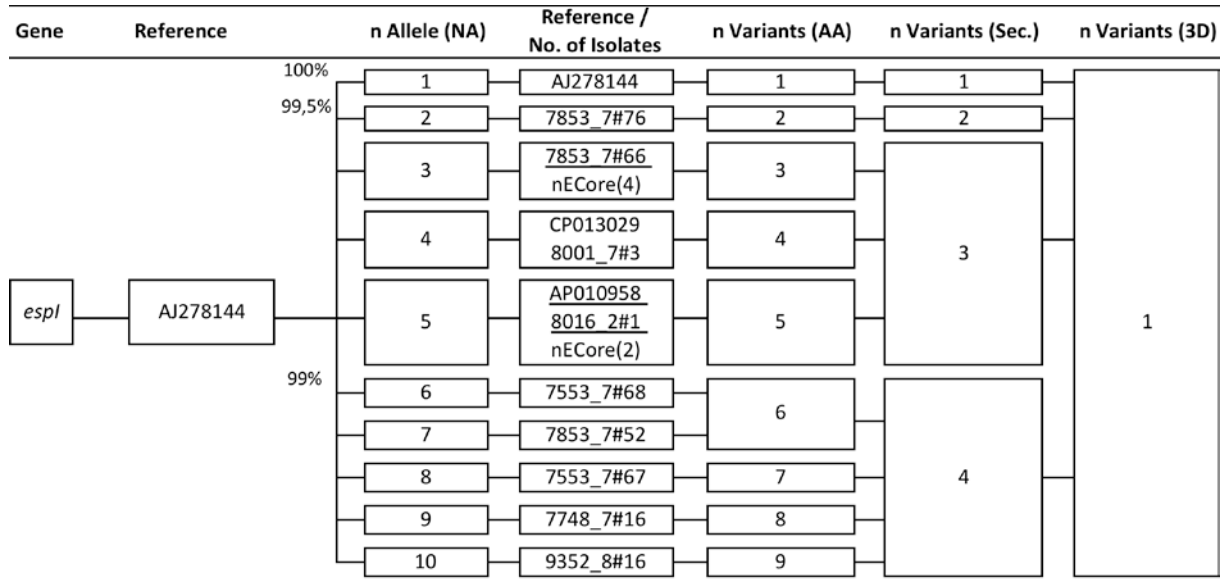 Gene Reference n Allele (NA) Reference / No. of Isolates n Variants (AA) n Variants (Sec.) n Variants (3D)
100%
1 AJ278144 1 1
99,5%
2 7853_7#76 2 2
3 7853_7#66 3
nECore(4)
4 CP013029 4
8001_7#3
3
espI AJ278144 5 AP010958 5 1
8016_2#1
nECore(2)
99%
6 7553_7#68
6
7 7853_7#52
8 7553_7#67 7 4
9 7748_7#16 8
10 9352_8#16 9